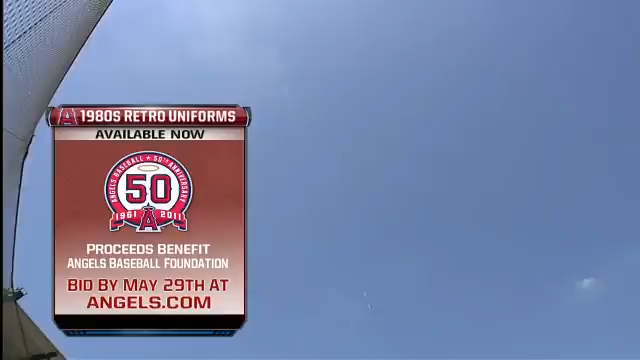 A 1980s RETRO UNIFORMS
AVAILABLE NOW
ANGELS BASEBALL ★ 50TH ANNIVERSARY
50
1961 A 2011
PROCEEDS BENEFIT
ANGELS BASEBALL FOUNDATION
BID BY MAY 29TH AT
ANGELS.COM